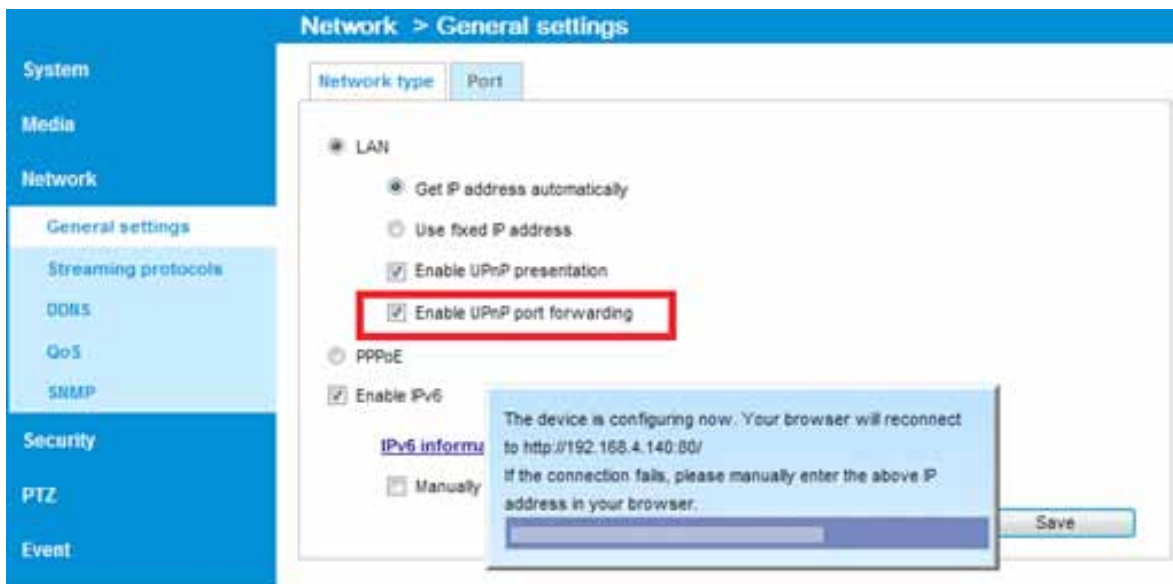 Network > General settings
System
Media
Network
General settings
Streaming protocols
DDNS
QoS
SNMP
Security
PTZ
Event
Network type
Port
LAN
Get IP address automatically
Use fixed IP address
Enable UPnP presentation
Enable UPnP port forwarding
PPPoE
Enable IPv6
IPv6 informa
Manually
The device is configuring now. Your browser will reconnect
to http://192.168.4.140:80/
If the connection fails, please manually enter the above IP
address in your browser.
Save